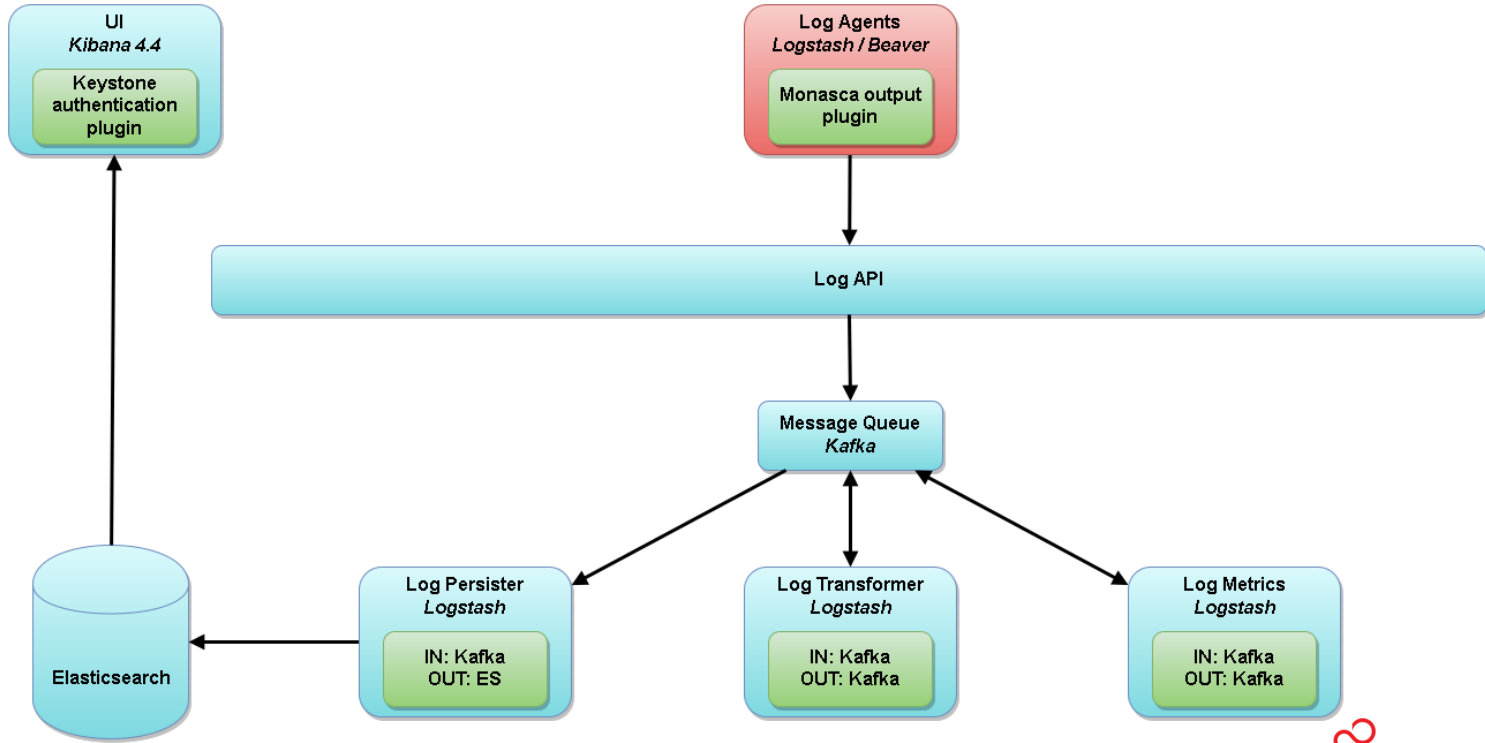 UI
Kibana 4.4
Keystone
authentication
plugin
Log Agents
Logstash / Beaver
Monasca output
plugin
Log API
Message Queue
Kafka
Elasticsearch
Log Persister
Logstash
IN: Kafka
OUT: ES
Log Transformer
Logstash
IN: Kafka
OUT: Kafka
Log Metrics
Logstash
IN: Kafka
OUT: Kafka